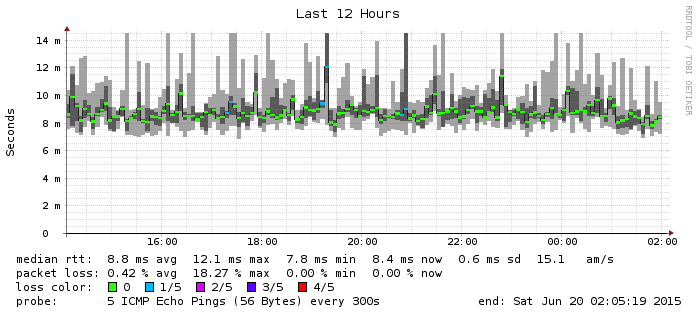 Last 12 Hours
RRDTOOL / TOBI OETIKER
Seconds
14 m
12 m
10 m
8 m
6 m
4 m
2 m
0
16:00 18:00 20:00 22:00 00:00 02:00
median rtt: 8.8 ms avg 12.1 ms max 7.8 ms min 8.4 ms now 0.6 ms sd 15.1 am/s
packet loss: 0.42 % avg 18.27 % max 0.00 % min 0.00 % now
loss color: 0 1/5 2/5 3/5 4/5
probe: 5 ICMP Echo Pings (56 Bytes) every 300s end: Sat Jun 20 02:05:19 2015